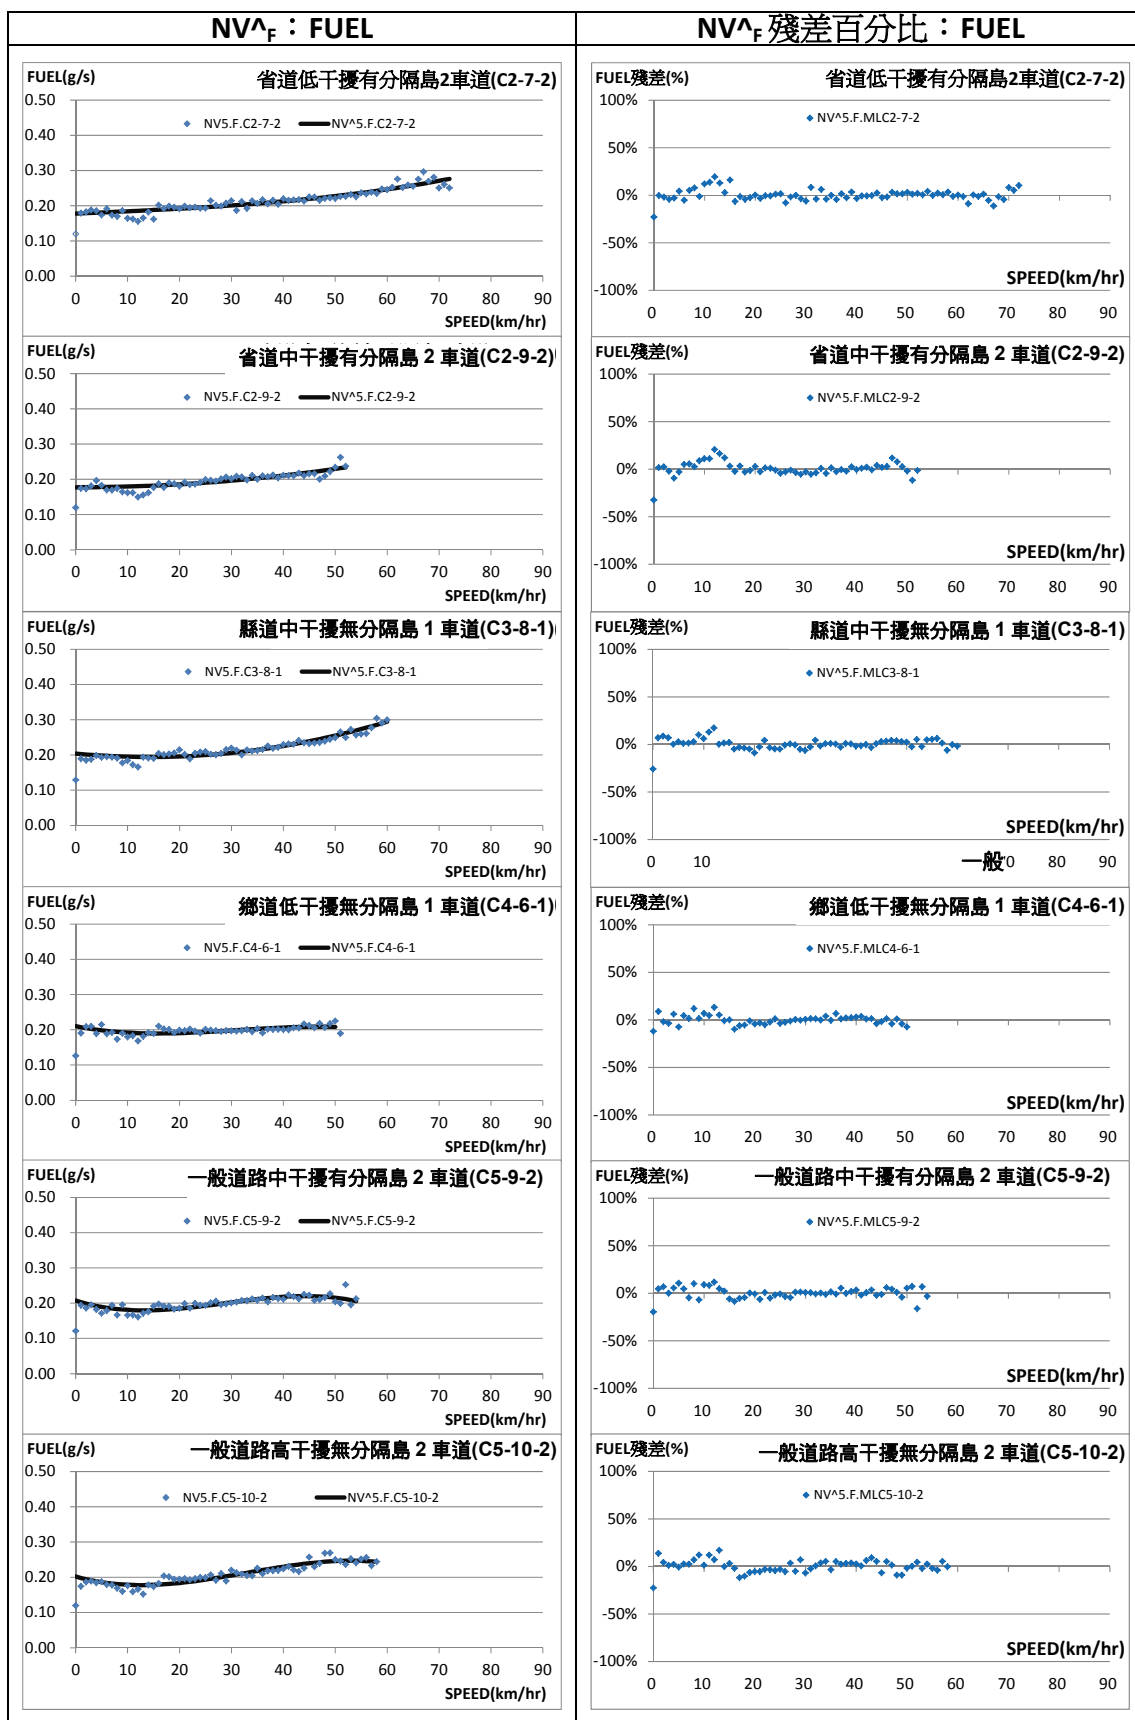 NV^F：FUEL
NV^F 殘差百分比：FUEL
FUEL(g/s)
省道低干擾有分隔島2車道(C2-7-2)
0.50
0.40
0.30
0.20
0.10
0.00
NV5.F.C2-7-2
NV^5.F.C2-7-2
0 10 20 30 40 50 60 70 80 90
SPEED(km/hr)
FUEL殘差(%)
省道低干擾有分隔島2車道(C2-7-2)
100%
50%
0%
-50%
-100%
NV^5.F.MLC2-7-2
SPEED(km/hr)
0 10 20 30 40 50 60 70 80 90
FUEL(g/s)
省道中干擾有分隔島 2 車道(C2-9-2)
0.50
0.40
0.30
0.20
0.10
0.00
NV5.F.C2-9-2
NV^5.F.C2-9-2
0 10 20 30 40 50 60 70 80 90
SPEED(km/hr)
FUEL殘差(%)
省道中干擾有分隔島 2 車道(C2-9-2)
100%
50%
0%
-50%
-100%
NV^5.F.MLC2-9-2
SPEED(km/hr)
0 10 20 30 40 50 60 70 80 90
FUEL(g/s)
縣道中干擾無分隔島 1 車道(C3-8-1)
0.50
0.40
0.30
0.20
0.10
0.00
NV5.F.C3-8-1
NV^5.F.C3-8-1
0 10 20 30 40 50 60 70 80 90
SPEED(km/hr)
FUEL殘差(%)
縣道中干擾無分隔島 1 車道(C3-8-1)
100%
50%
0%
-50%
-100%
NV^5.F.MLC3-8-1
0 10 一般 70 80 90
FUEL(g/s)
鄉道低干擾無分隔島 1 車道(C4-6-1)
0.50
0.40
0.30
0.20
0.10
0.00
NV5.F.C4-6-1
NV^5.F.C4-6-1
0 10 20 30 40 50 60 70 80 90
SPEED(km/hr)
FUEL殘差(%)
鄉道低干擾無分隔島 1 車道(C4-6-1)
100%
50%
0%
-50%
-100%
NV^5.F.MLC4-6-1
SPEED(km/hr)
0 10 20 30 40 50 60 70 80 90
FUEL(g/s)
一般道路中干擾有分隔島 2 車道(C5-9-2)
0.50
0.40
0.30
0.20
0.10
0.00
NV5.F.C5-9-2
NV^5.F.C5-9-2
0 10 20 30 40 50 60 70 80 90
SPEED(km/hr)
FUEL殘差(%)
一般道路中干擾有分隔島 2 車道(C5-9-2)
100%
50%
0%
-50%
-100%
NV^5.F.MLC5-9-2
SPEED(km/hr)
0 10 20 30 40 50 60 70 80 90
FUEL(g/s)
一般道路高干擾無分隔島 2 車道(C5-10-2)
0.50
0.40
0.30
0.20
0.10
0.00
NV5.F.C5-10-2
NV^5.F.C5-10-2
0 10 20 30 40 50 60 70 80 90
SPEED(km/hr)
FUEL殘差(%)
一般道路高干擾無分隔島 2 車道(C5-10-2)
100%
50%
0%
-50%
-100%
NV^5.F.MLC5-10-2
SPEED(km/hr)
0 10 20 30 40 50 60 70 80 90